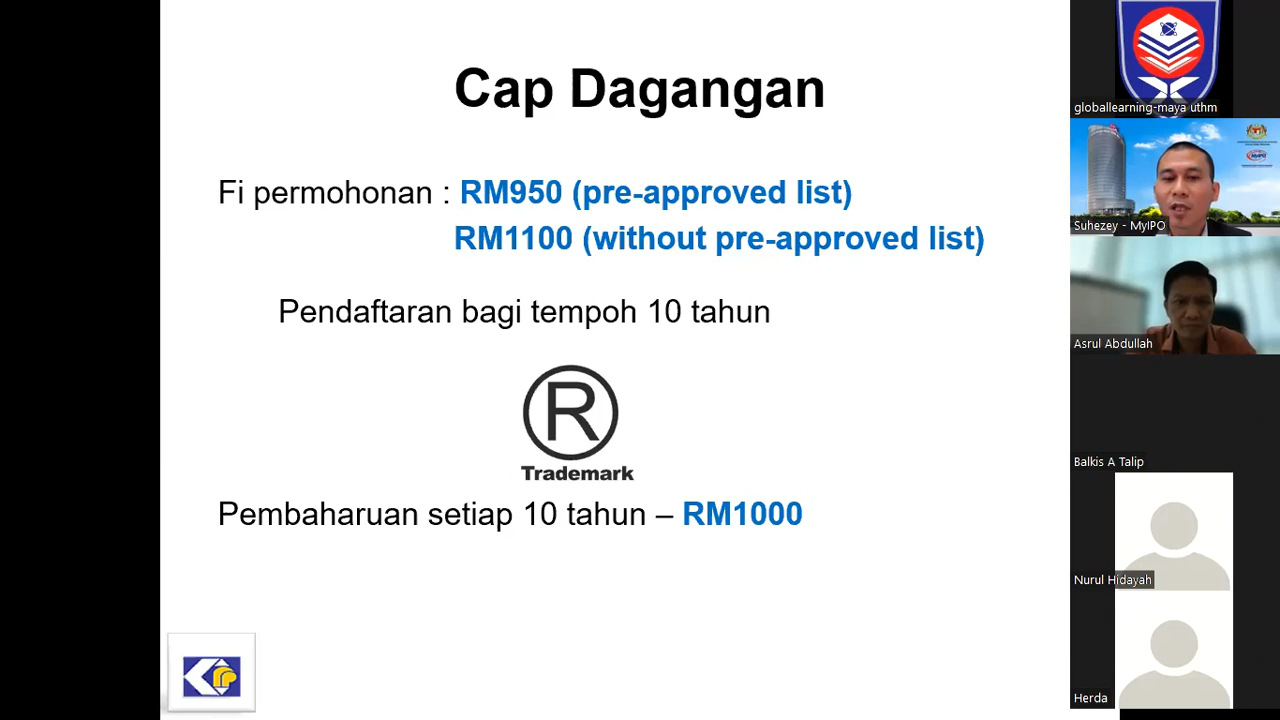 Cap Dagangan
Fi permohonan : RM950 (pre-approved list)
RM1100 (without pre-approved list)
Pendaftaran bagi tempoh 10 tahun
R
Trademark
Pembaharuan setiap 10 tahun – RM1000
globallearning-maya uthm
MyIPO
Suhezey - MyIPO
Asrul Abdullah
Balkis A Talip
Nurul Hidayah
Herda